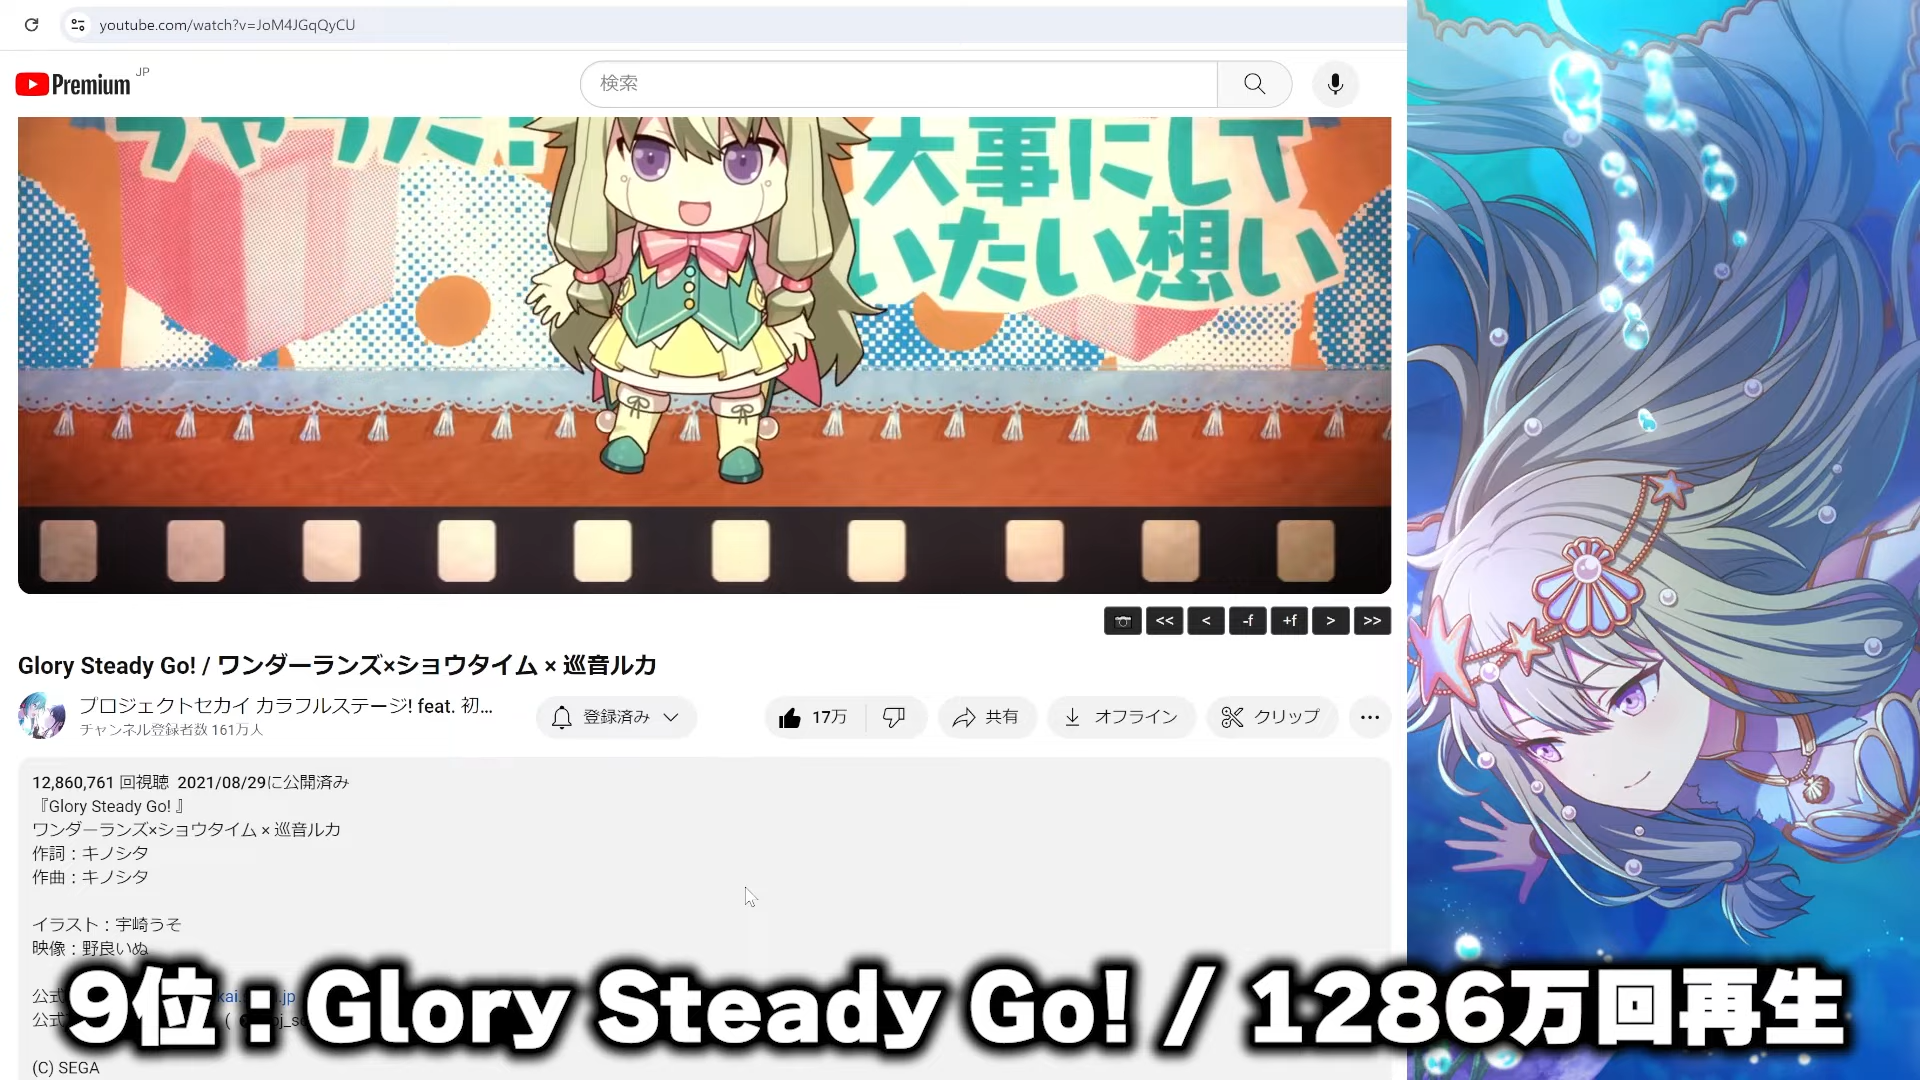 youtube.com/watch?v=JoM4JGqQyCU
Premium JP
検索
大事にして
いたい想い
<< < -f +f > >>
Glory Steady Go! / ワンダーランズ×ショウタイム × 巡音ルカ
プロジェクトセカイ カラフルステージ! feat. 初...
チャンネル登録者数 161万人
登録済み
17万
共有
オフライン
クリップ
12,860,761 回視聴 2021/08/29に公開済み
『Glory Steady Go! 』
ワンダーランズ×ショウタイム × 巡音ルカ
作詞：キノシタ
作曲：キノシタ
イラスト：宇崎うそ
映像：野良いぬ
公式
公式
9位：Glory Steady Go! / 1286万回再生
(C) SEGA